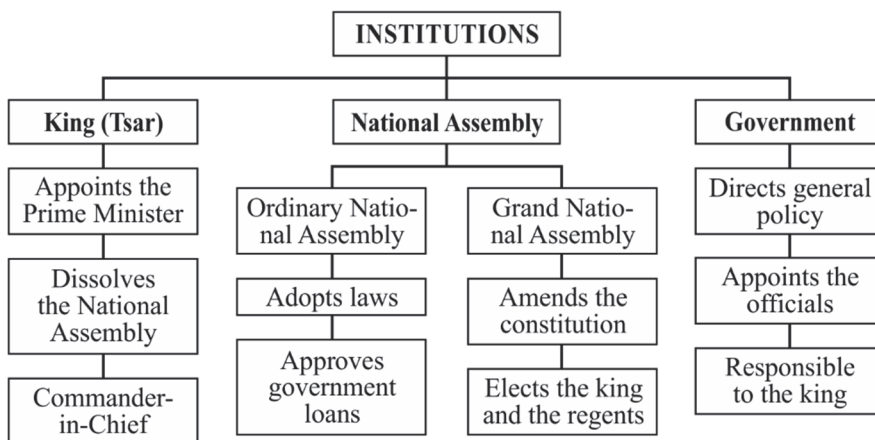 INSTITUTIONS
King (Tsar)
Appoints the
Prime Minister
Dissolves
the National
Assembly
Commander-
in-Chief
National Assembly
Ordinary Natio-
nal Assembly
Adopts laws
Approves
government
loans
Grand Natio-
nal Assembly
Amends the
constitution
Elects the king
and the regents
Government
Directs general
policy
Appoints the
officials
Responsible
to the king